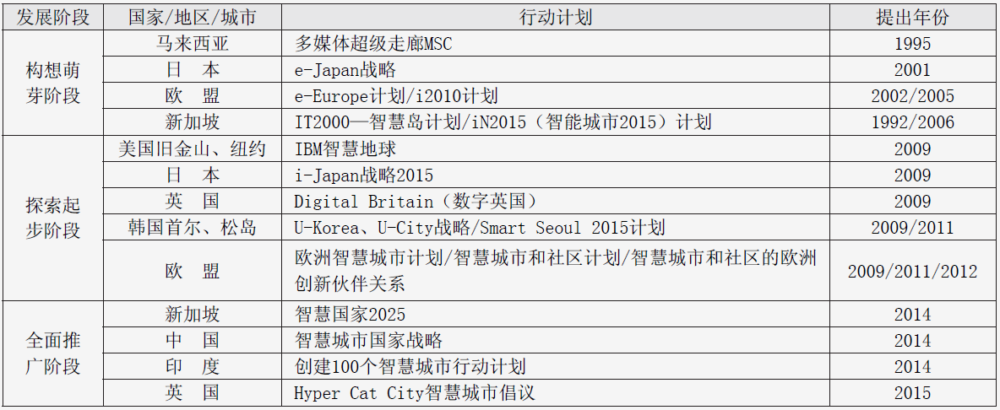 发展阶段 国家/地区/城市 行动计划 提出年份
构想萌芽阶段 马来西亚 多媒体超级走廊MSC 1995
日 本 e-Japan战略 2001
欧 盟 e-Europe计划/i2010计划 2002/2005
新加坡 IT2000—智慧岛计划/iN2015（智能城市2015）计划 1992/2006
探索起步阶段 美国旧金山、纽约 IBM智慧地球 2009
日 本 i-Japan战略2015 2009
英 国 Digital Britain（数字英国） 2009
韩国首尔、松岛 U-Korea、U-City战略/Smart Seoul 2015计划 2009/2011
欧 盟 欧洲智慧城市计划/智慧城市和社区计划/智慧城市和社区的欧洲
创新伙伴关系 2009/2011/2012
全面推广阶段 新加坡 智慧国家2025 2014
中 国 智慧城市国家战略 2014
印 度 创建100个智慧城市行动计划 2014
英 国 Hyper Cat City智慧城市倡议 2015